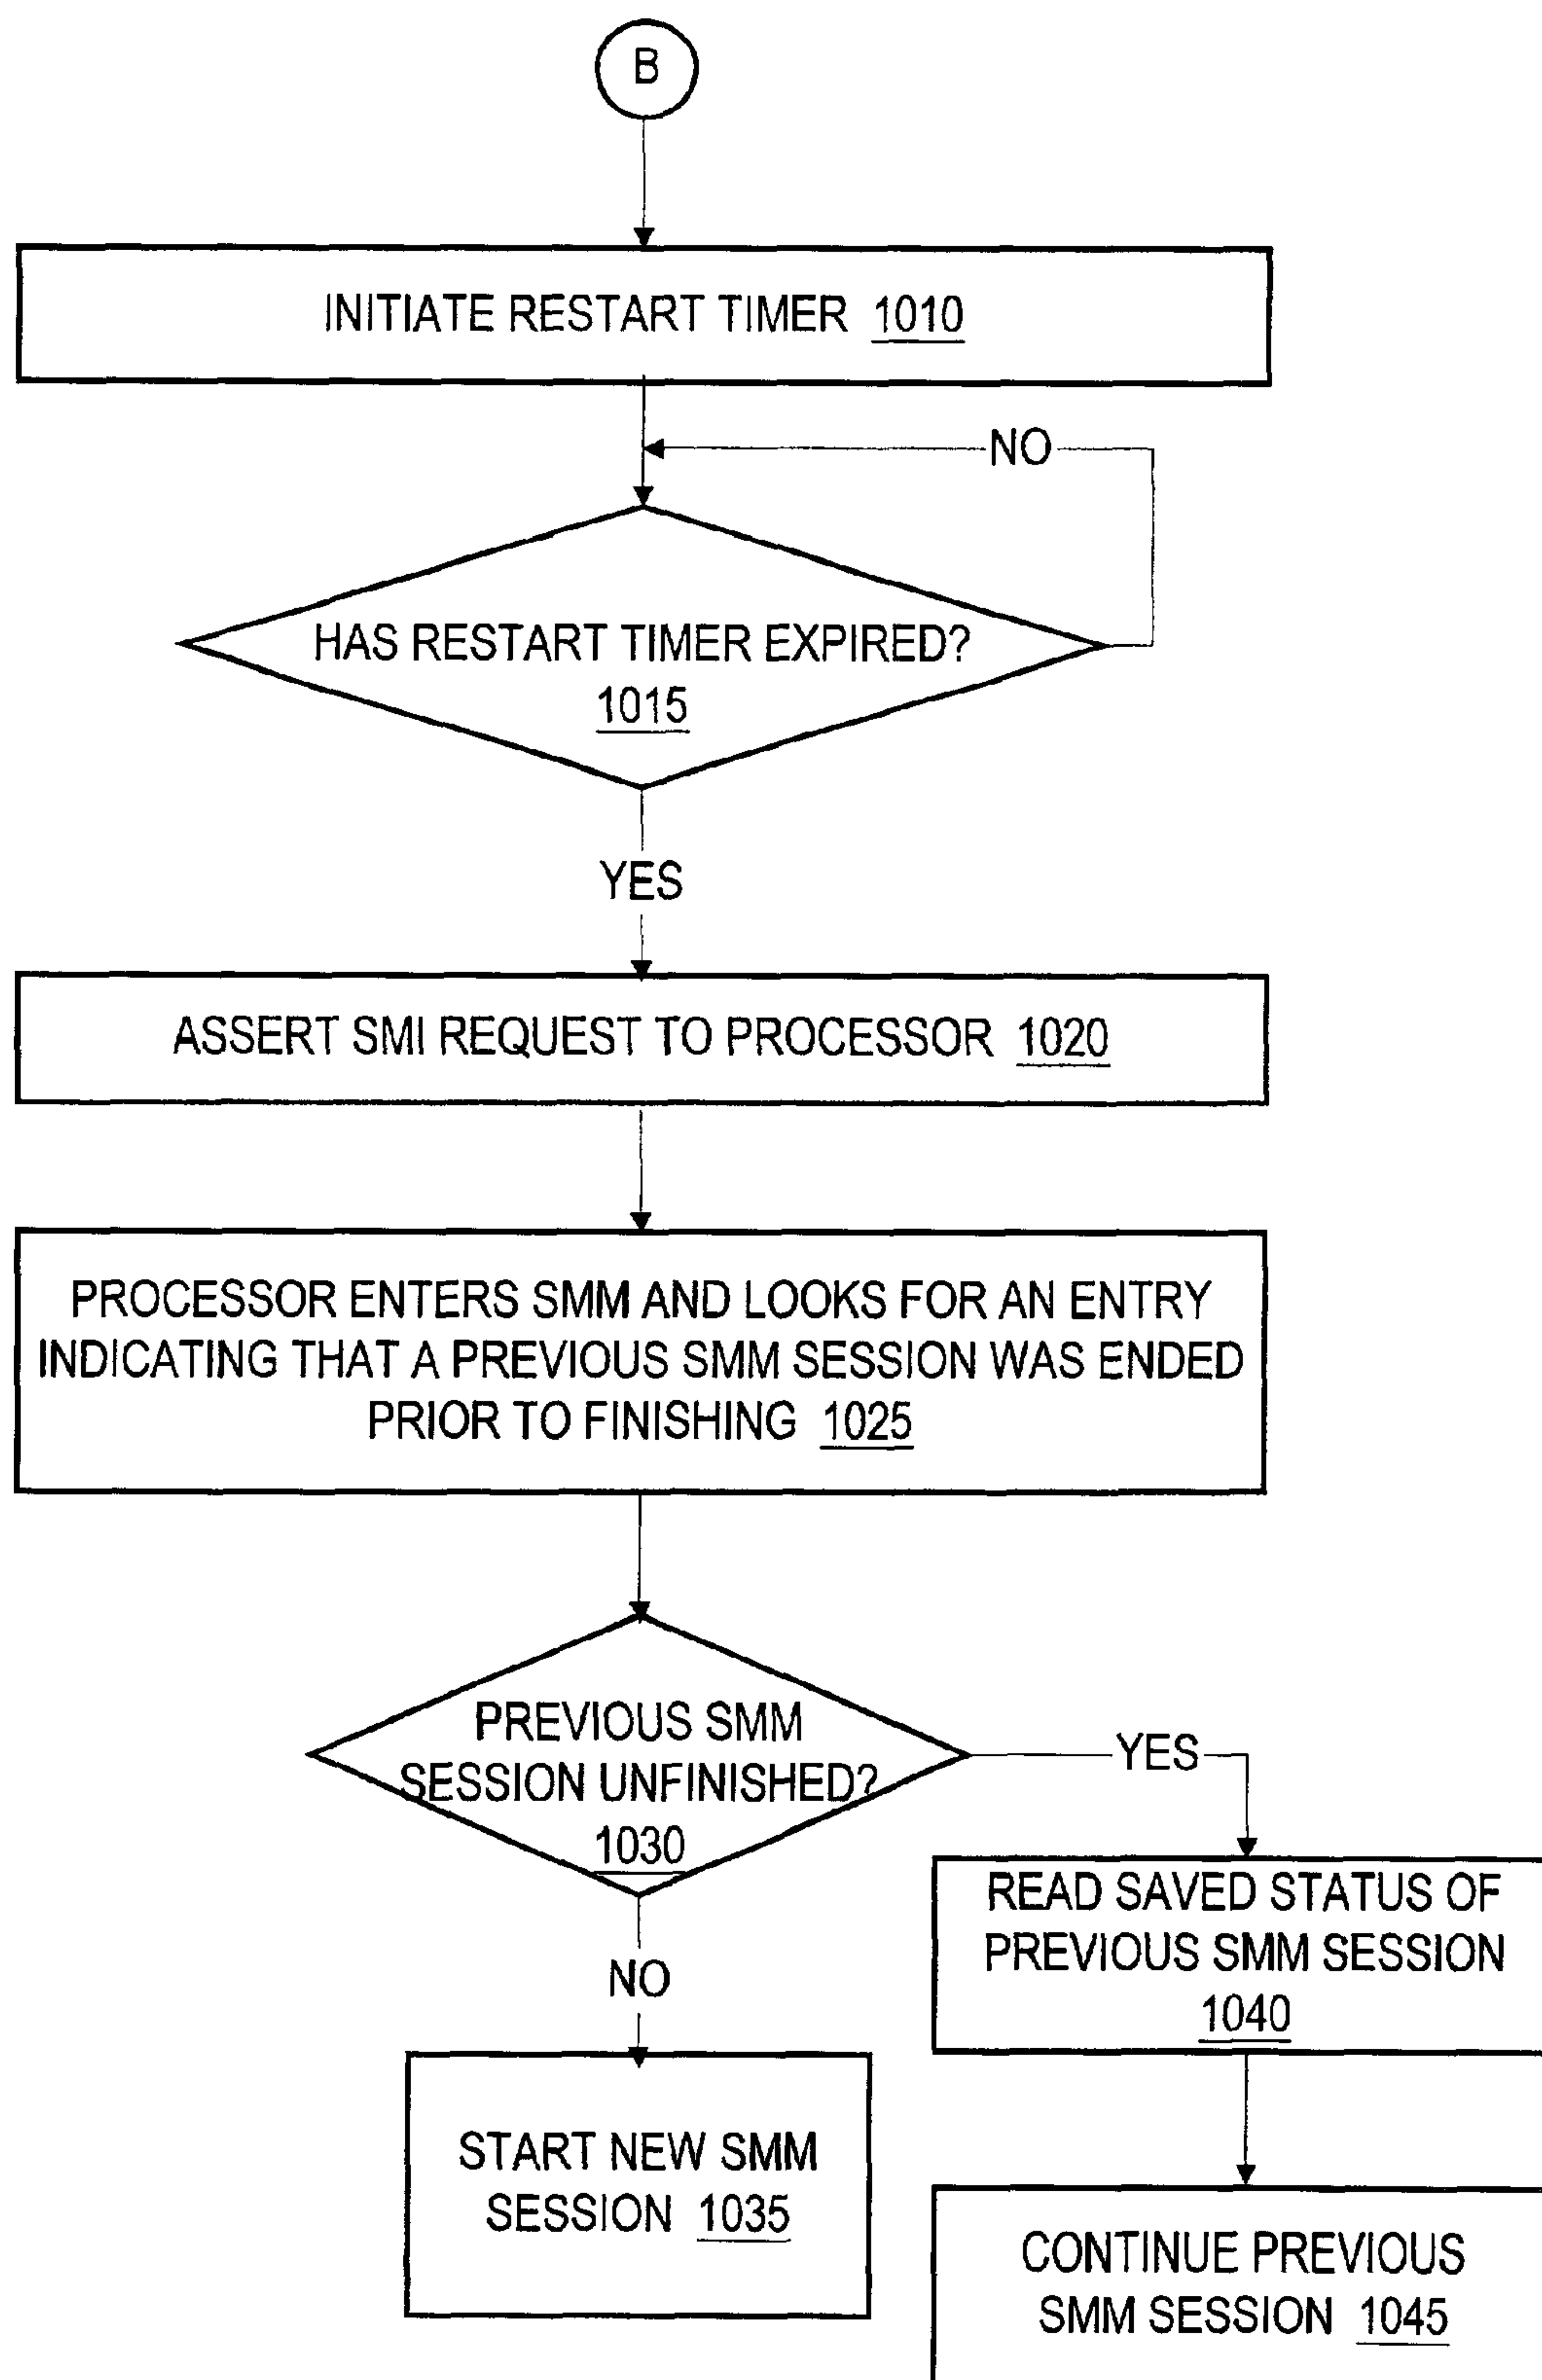 B
INITIATE RESTART TIMER 1010
NO
HAS RESTART TIMER EXPIRED?
1015
YES
ASSERT SMI REQUEST TO PROCESSOR 1020
PROCESSOR ENTERS SMM AND LOOKS FOR AN ENTRY
INDICATING THAT A PREVIOUS SMM SESSION WAS ENDED
PRIOR TO FINISHING 1025
PREVIOUS SMM
SESSION UNFINISHED?
1030
YES
NO
READ SAVED STATUS OF
PREVIOUS SMM SESSION
1040
START NEW SMM
SESSION 1035
CONTINUE PREVIOUS
SMM SESSION 1045